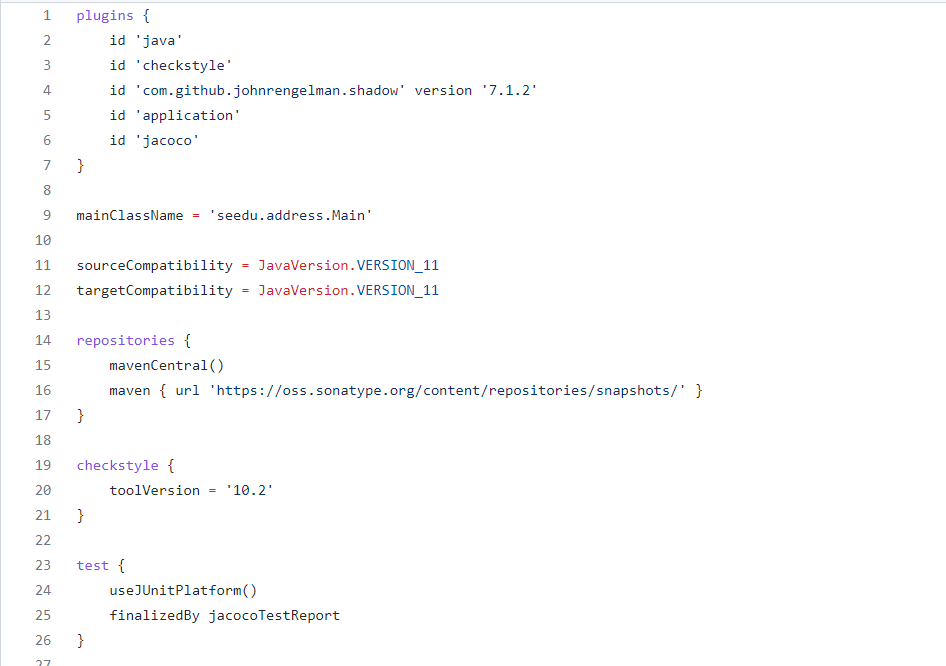 1 plugins {
2     id 'java'
3     id 'checkstyle'
4     id 'com.github.johnrengelman.shadow' version '7.1.2'
5     id 'application'
6     id 'jacoco'
7 }
8
9 mainClassName = 'seedu.address.Main'
10
11 sourceCompatibility = JavaVersion.VERSION_11
12 targetCompatibility = JavaVersion.VERSION_11
13
14 repositories {
15     mavenCentral()
16     maven { url 'https://oss.sonatype.org/content/repositories/snapshots/' }
17 }
18
19 checkstyle {
20     toolVersion = '10.2'
21 }
22
23 test {
24     useJUnitPlatform()
25     finalizedBy jacocoTestReport
26 }
27